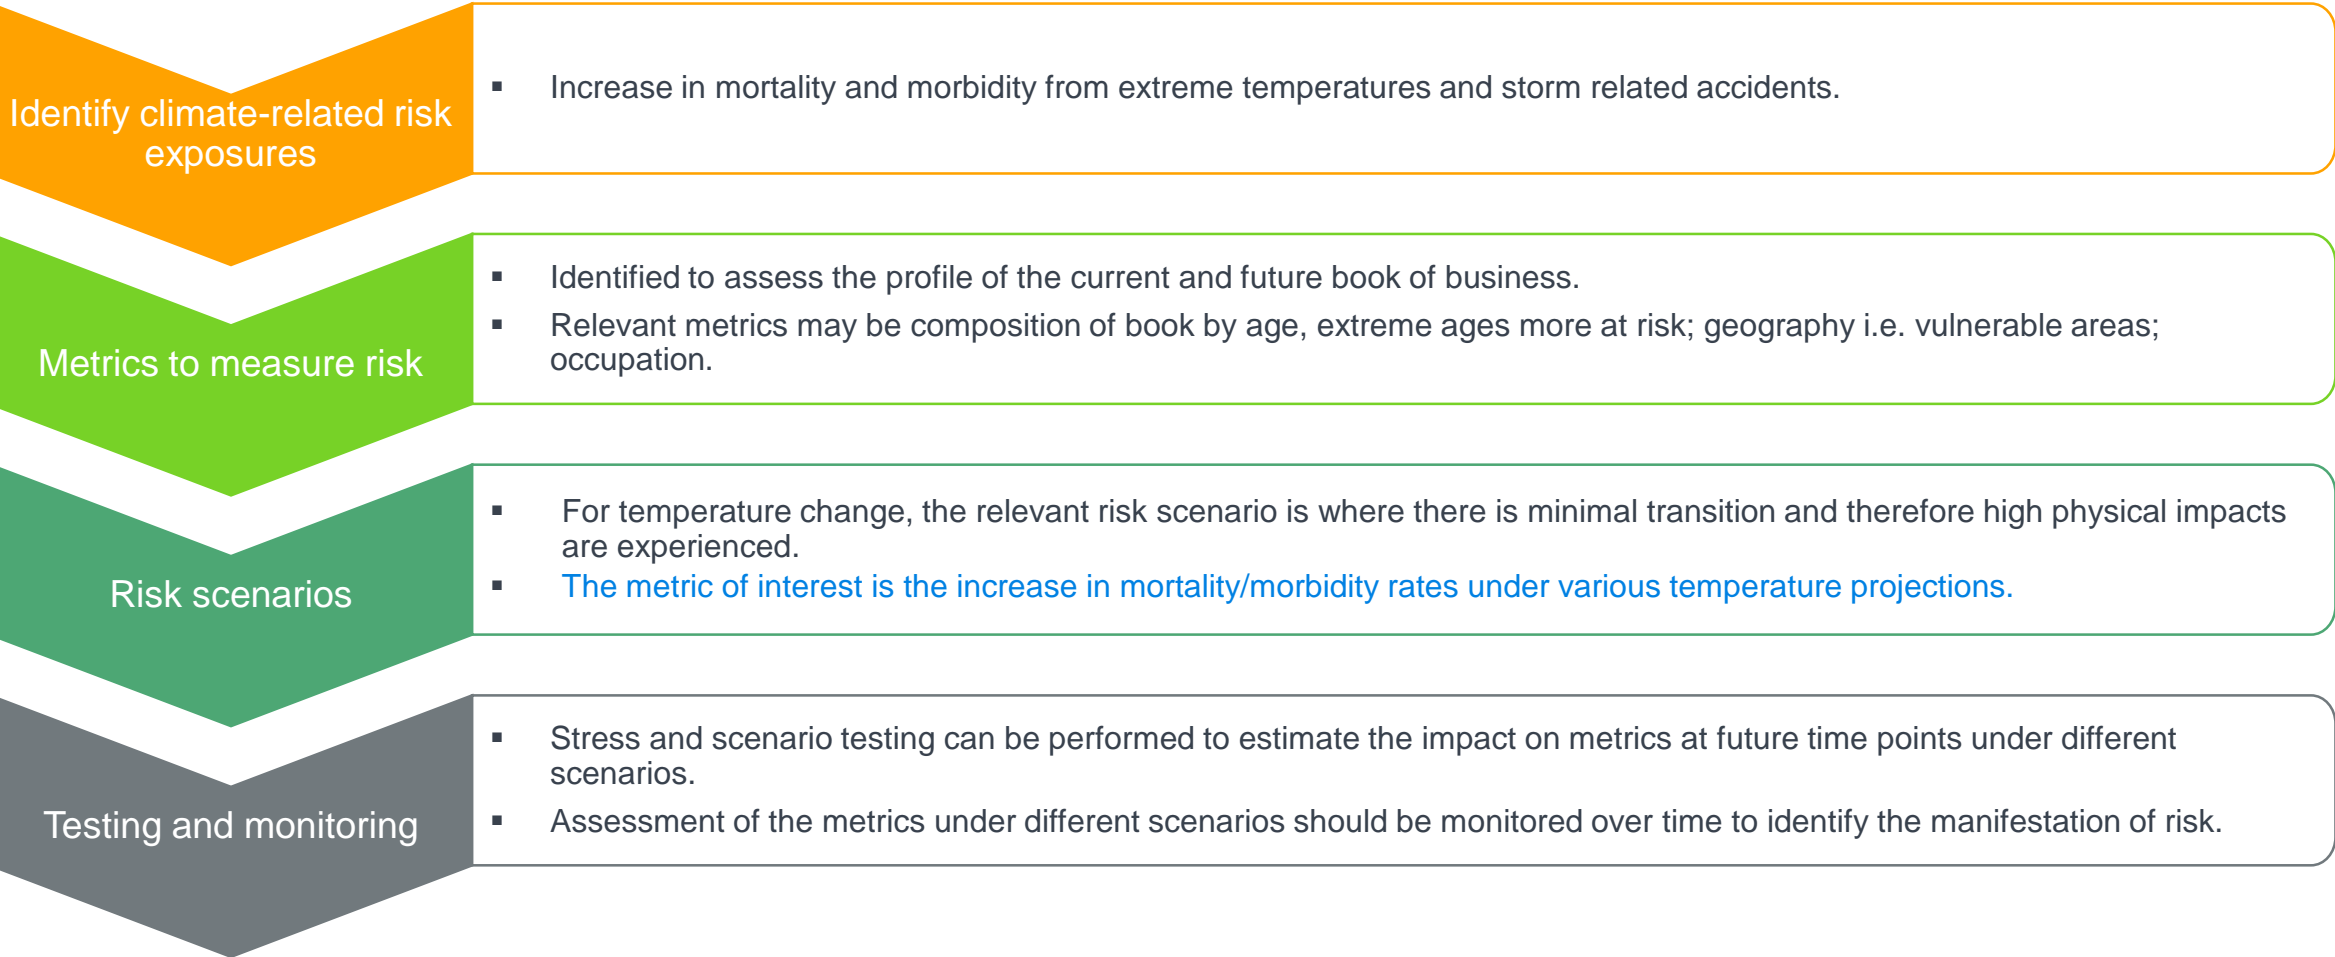 Identify climate-related risk
exposures
▪ Increase in mortality and morbidity from extreme temperatures and storm related accidents.
Metrics to measure risk
▪ Identified to assess the profile of the current and future book of business.
▪ Relevant metrics may be composition of book by age, extreme ages more at risk; geography i.e. vulnerable areas;
occupation.
Risk scenarios
▪ For temperature change, the relevant risk scenario is where there is minimal transition and therefore high physical impacts
are experienced.
▪ The metric of interest is the increase in mortality/morbidity rates under various temperature projections.
Testing and monitoring
▪ Stress and scenario testing can be performed to estimate the impact on metrics at future time points under different
scenarios.
▪ Assessment of the metrics under different scenarios should be monitored over time to identify the manifestation of risk.